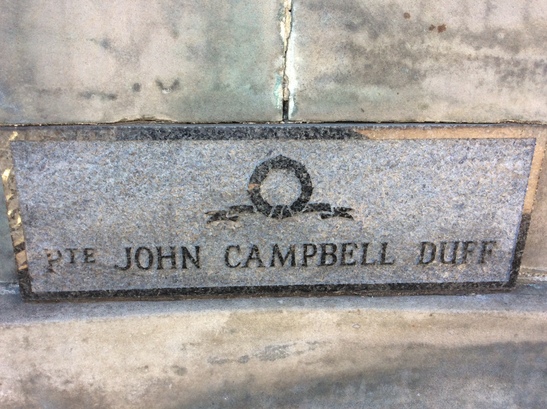 PTE JOHN CAMPBELL DUFF